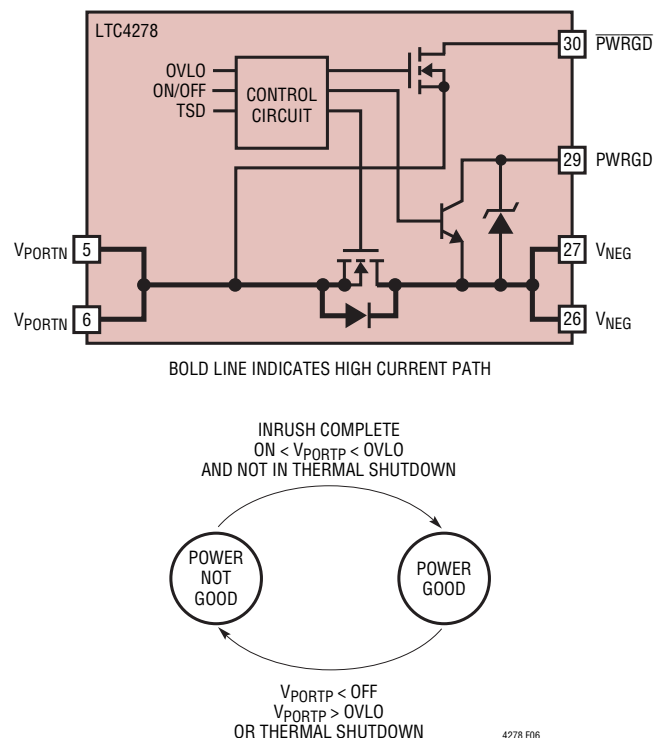 LTC4278
30 PWRGD
OVLO
ON/OFF
TSD
CONTROL
CIRCUIT
29 PWRGD
VPORTN 5
27 VNEG
VPORTN 6
26 VNEG
BOLD LINE INDICATES HIGH CURRENT PATH
INRUSH COMPLETE
ON < VPORTP < OVLO
AND NOT IN THERMAL SHUTDOWN
POWER
NOT
GOOD
POWER
GOOD
VPORTP < OFF
VPORTP > OVLO
OR THERMAL SHUTDOWN
4278 F06